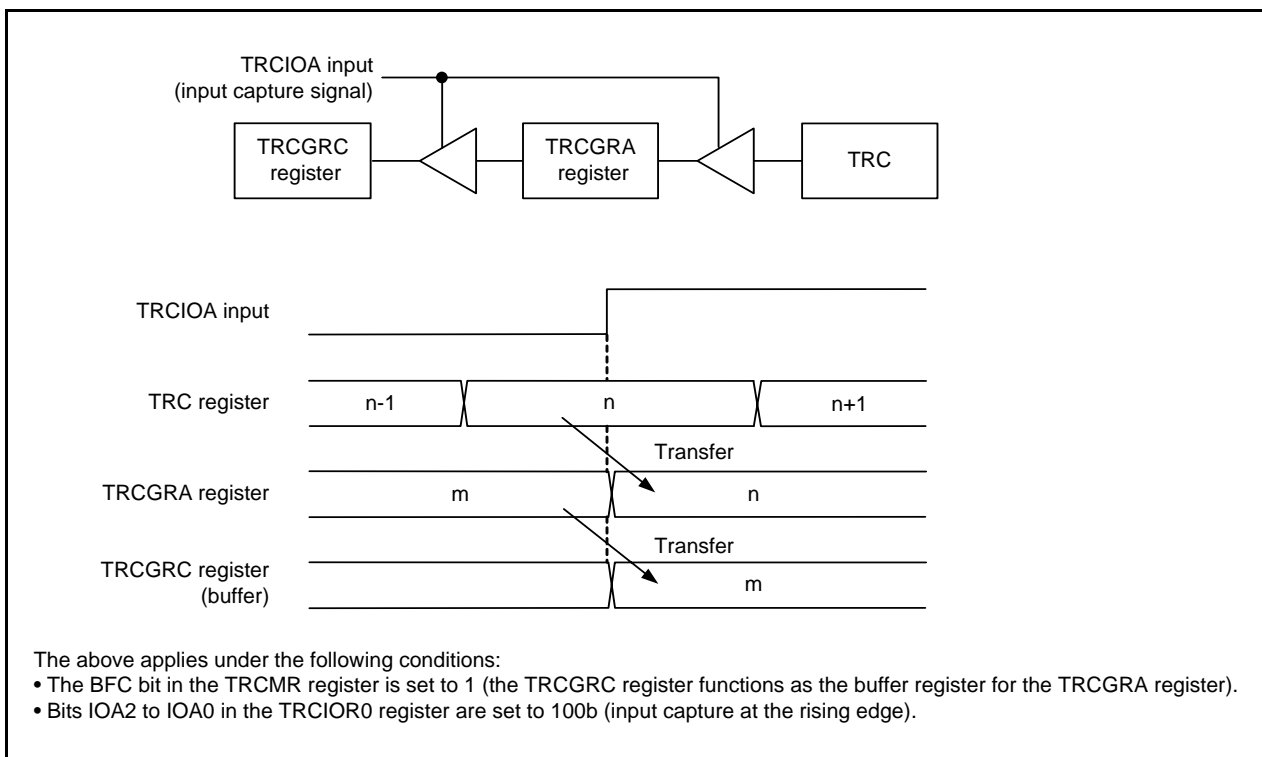 TRCIOA input
(input capture signal)
TRCGRC
register
TRCGRA
register
TRC
TRCIOA input
TRC register
n-1
n
n+1
Transfer
TRCGRA register
m
n
Transfer
TRCGRC register
(buffer)
m
The above applies under the following conditions:
• The BFC bit in the TRCMR register is set to 1 (the TRCGRC register functions as the buffer register for the TRCGRA register).
• Bits IOA2 to IOA0 in the TRCIOR0 register are set to 100b (input capture at the rising edge).